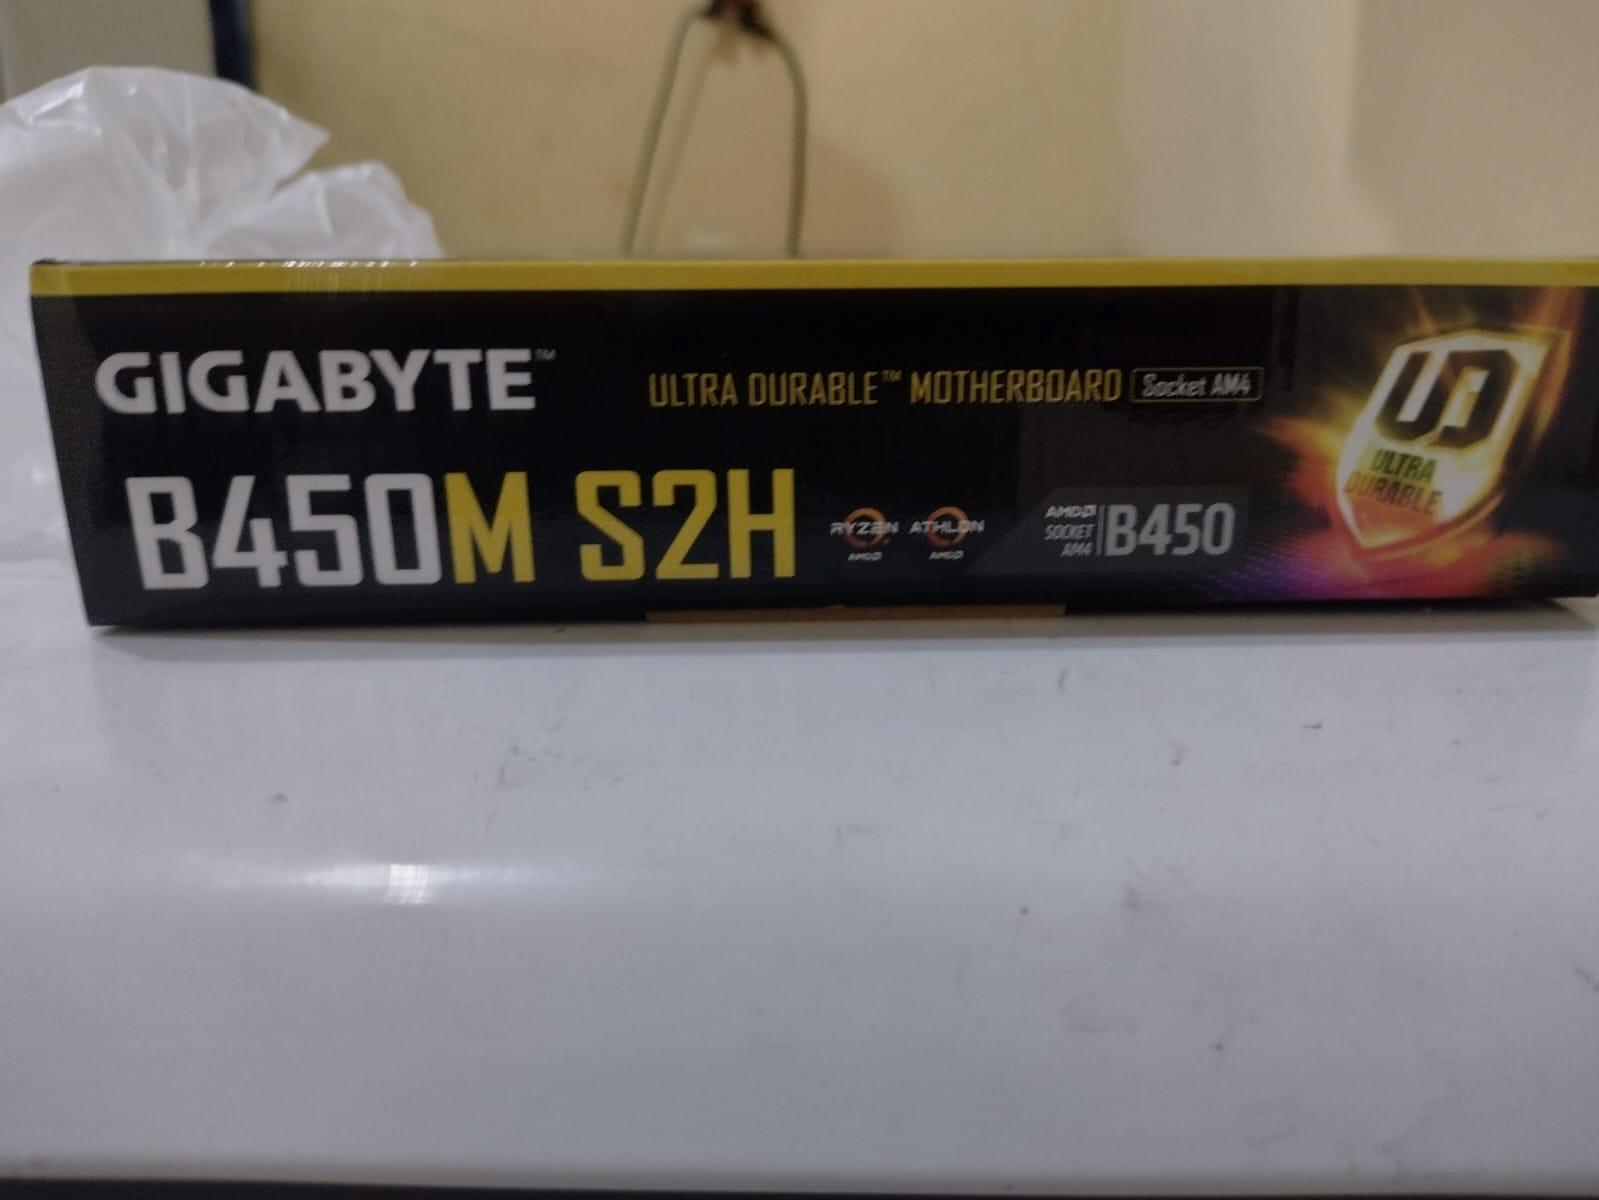 GIGABYTE™
ULTRA DURABLE™ MOTHERBOARD Socket AM4
B450M S2H
RYZEN
AMD
ATHLON
AMD
AMD
SOCKET
AM4
B450
UD
ULTRA
DURABLE